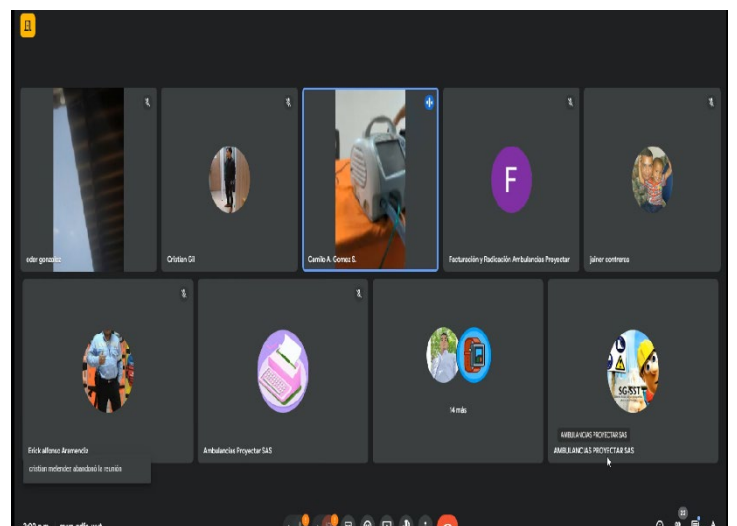 eder gonzalez
Cristian Gil
Camilo A. Gomez S.
F
Facturación y Radicación Ambulancias Proyectar
jainer contreras
Erick alfonso Aramendiz
cristian melendez abandonó la reunión
Ambulancias Proyectar SAS
14 más
SG-SST
AMBULANCIAS PROYECTAR SAS
AMBULANCIAS PROYECTAR SAS